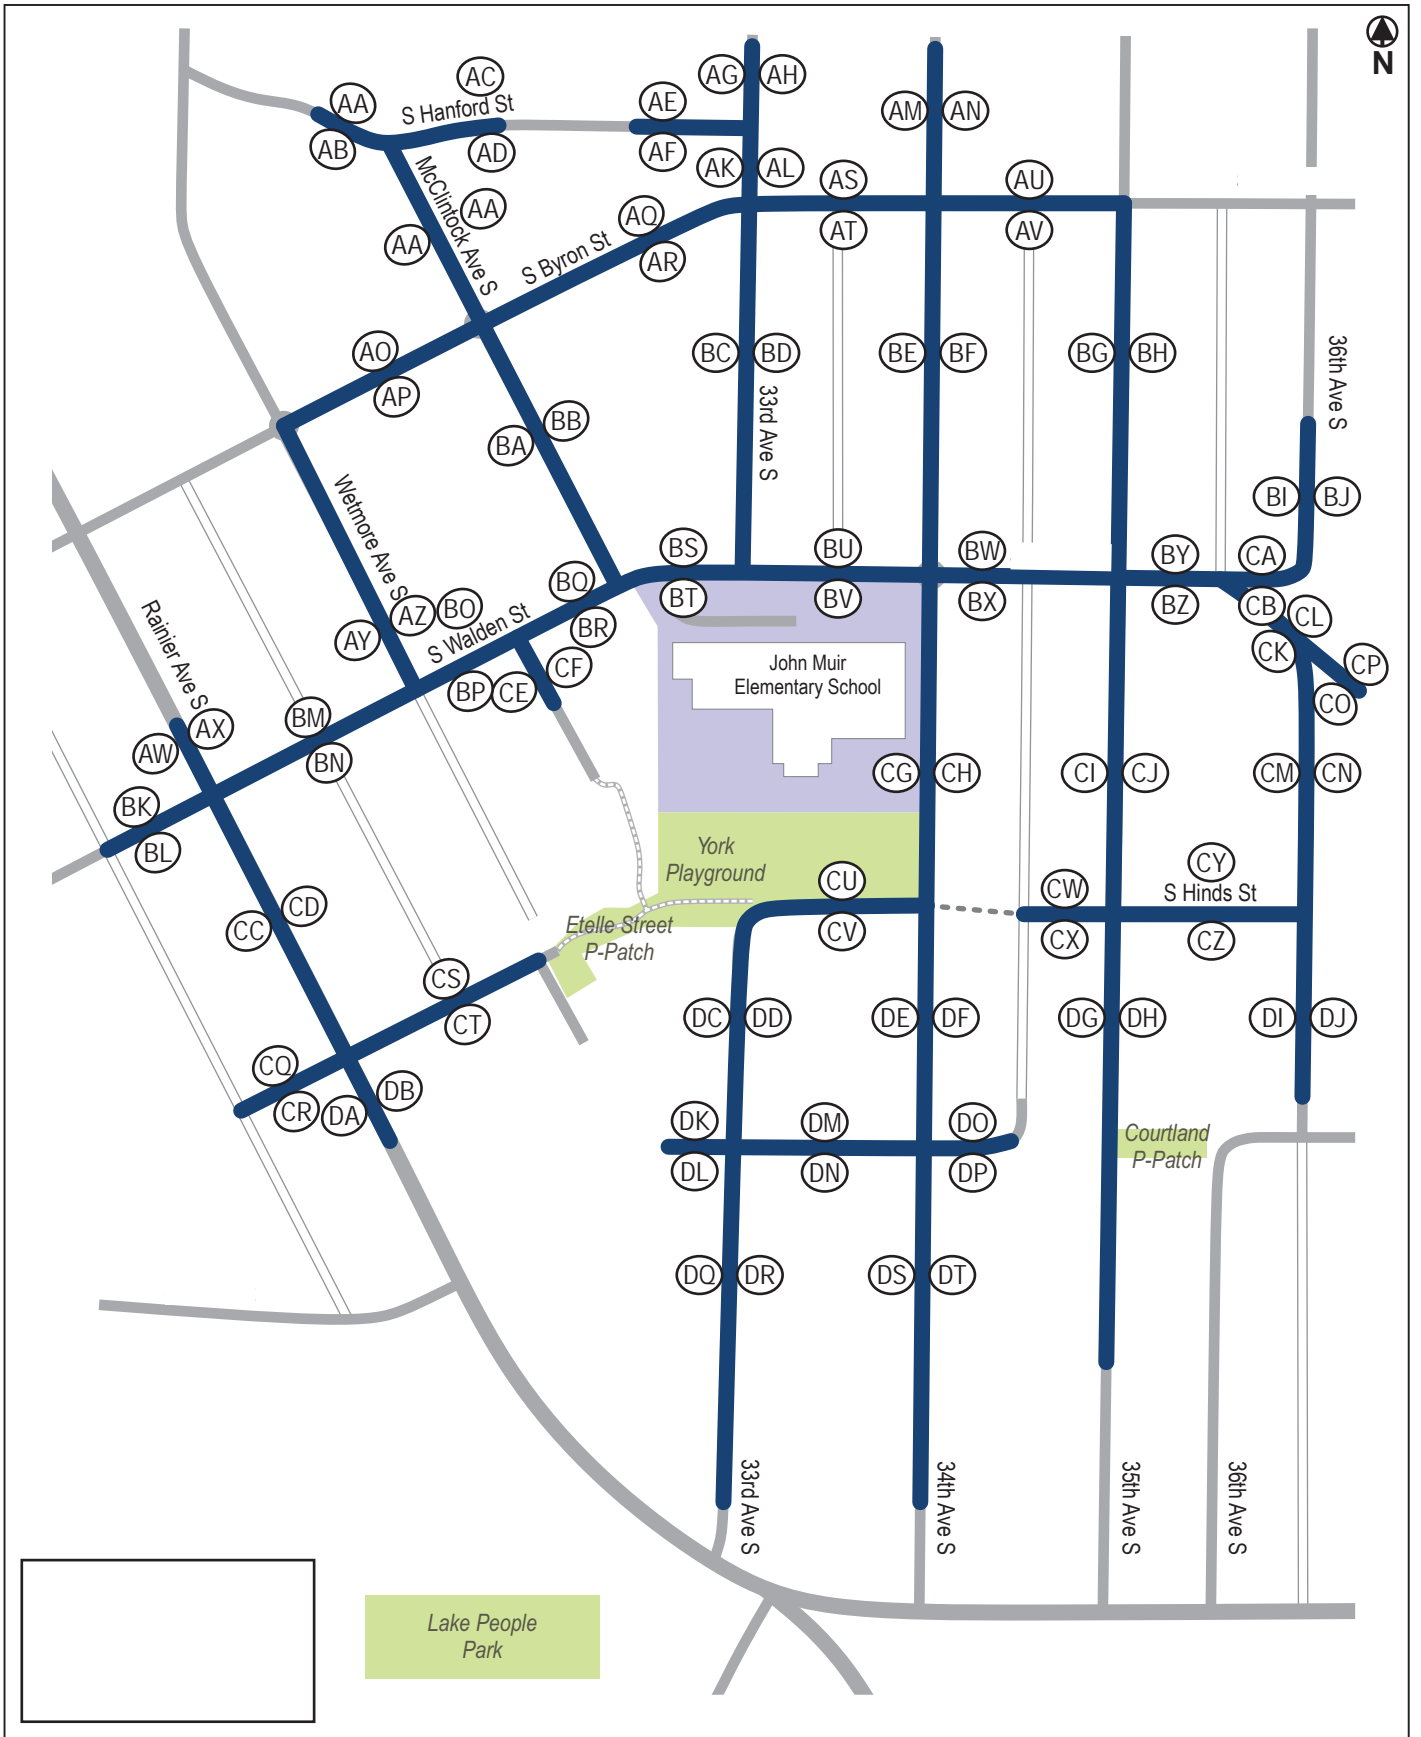 N
AG
AH
AC
AA
S Hanford St
AE
AM
AN
AB
AD
AF
AK
AL
AS
AU
McClintock Ave S
AA
AA
AQ
AT
AV
S Byron St
AR
AO
AP
BC
BD
BE
BF
BG
BH
36th Ave S
33rd Ave S
BB
BA
Wetmore Ave S
BI
BJ
BS
BU
BW
BY
CA
BQ
BT
BV
BX
BZ
CB
CL
AZ
BO
BR
AY
S Walden St
CK
CP
CF
Rainier Ave S
BP
CE
John Muir
Elementary School
CO
BM
AX
AW
BN
CG
CH
CI
CJ
CM
CN
BK
BL
York
Playground
CU
CW
CY
S Hinds St
CD
CC
CV
CX
CZ
Etelle Street
P-Patch
CS
CT
DC
DD
DE
DF
DG
DH
DI
DJ
CQ
CR
DA
DB
DK
DM
DO
Courtland
P-Patch
DL
DN
DP
DQ
DR
DS
DT
33rd Ave S
34th Ave S
35th Ave S
36th Ave S
Lake People
Park